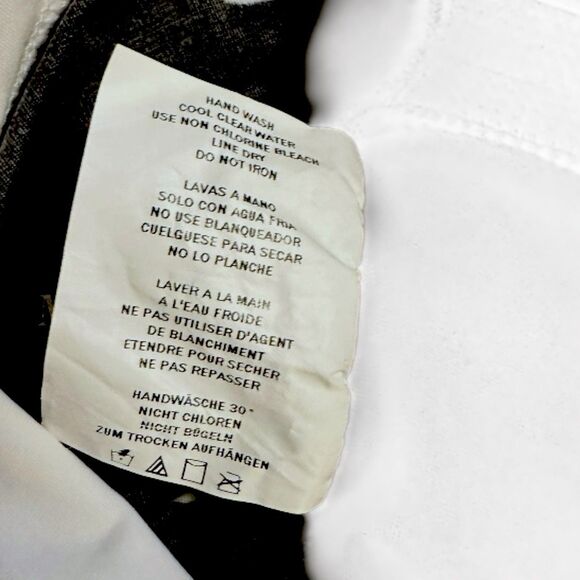 HAND WASH
COOL CLEAR WATER
USE NON CHLORINE BLEACH
LINE DRY
DO NOT IRON
LAVAS A MANO
SOLO CON AGUA FRIA
NO USE BLANQUEADOR
CUELGUESE PARA SECAR
NO LO PLANCHE
LAVER A LA MAIN
A L'EAU FROIDE
NE PAS UTILISER D'AGENT
DE BLANCHIMENT
ETENDRE POUR SECHER
NE PAS REPASSER
HANDWÄSCHE 30°
NICHT CHLOREN
NICHT BÜGELN
ZUM TROCKEN AUFHÄNGEN